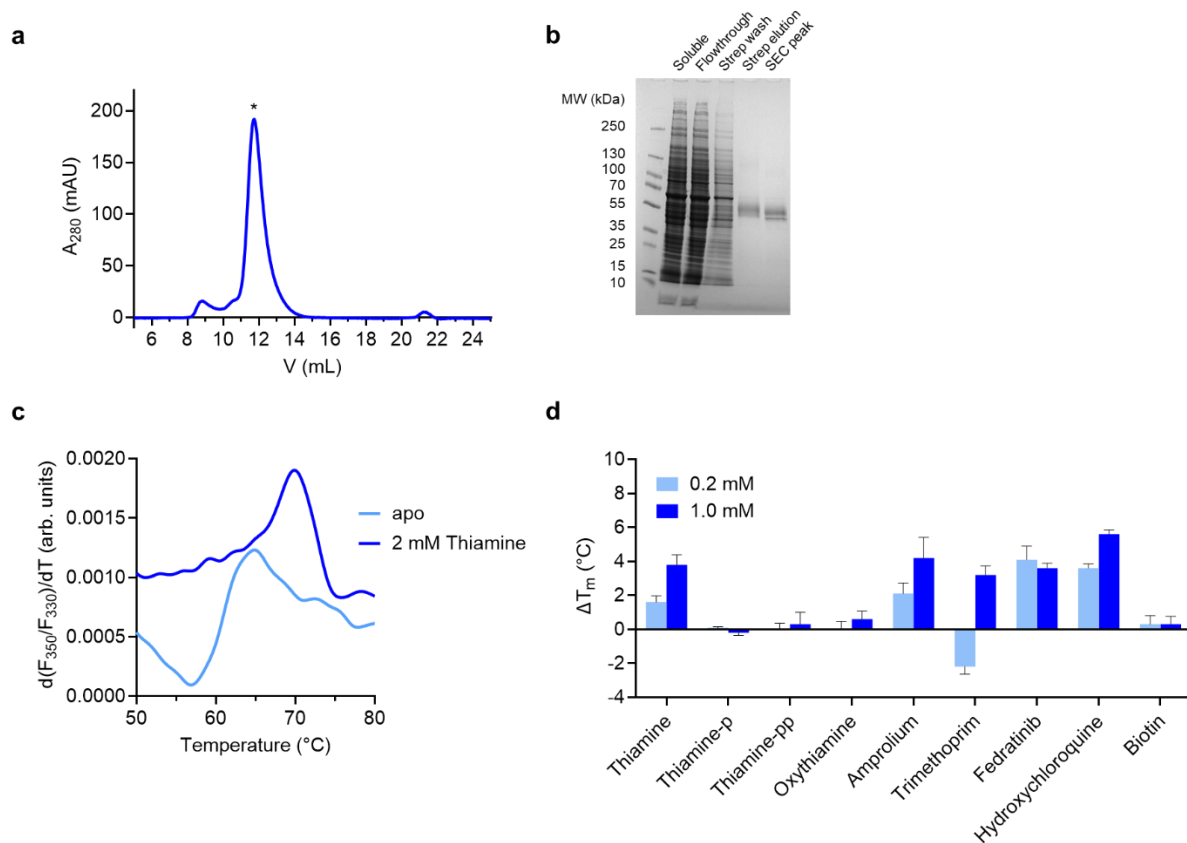 a
A280 (mAU)
200
150
100
50
0
*
6 8 10 12 14 16 18 20 22 24
V (mL)
b
Soluble
Flowthrough
Strep wash
Strep elution
SEC peak
MW (kDa)
250
130
100
70
55
35
25
15
10
c
d(F350/F330)/dT (arb. units)
0.0020
0.0015
0.0010
0.0005
0.0000
50 60 70 80
Temperature (°C)
apo
2 mM Thiamine
d
ΔTm (°C)
10
8
6
4
2
0
-2
-4
0.2 mM
1.0 mM
Thiamine
Thiamine-p
Thiamine-pp
Oxythiamine
Amprolium
Trimethoprim
Fedratinib
Hydroxychloroquine
Biotin